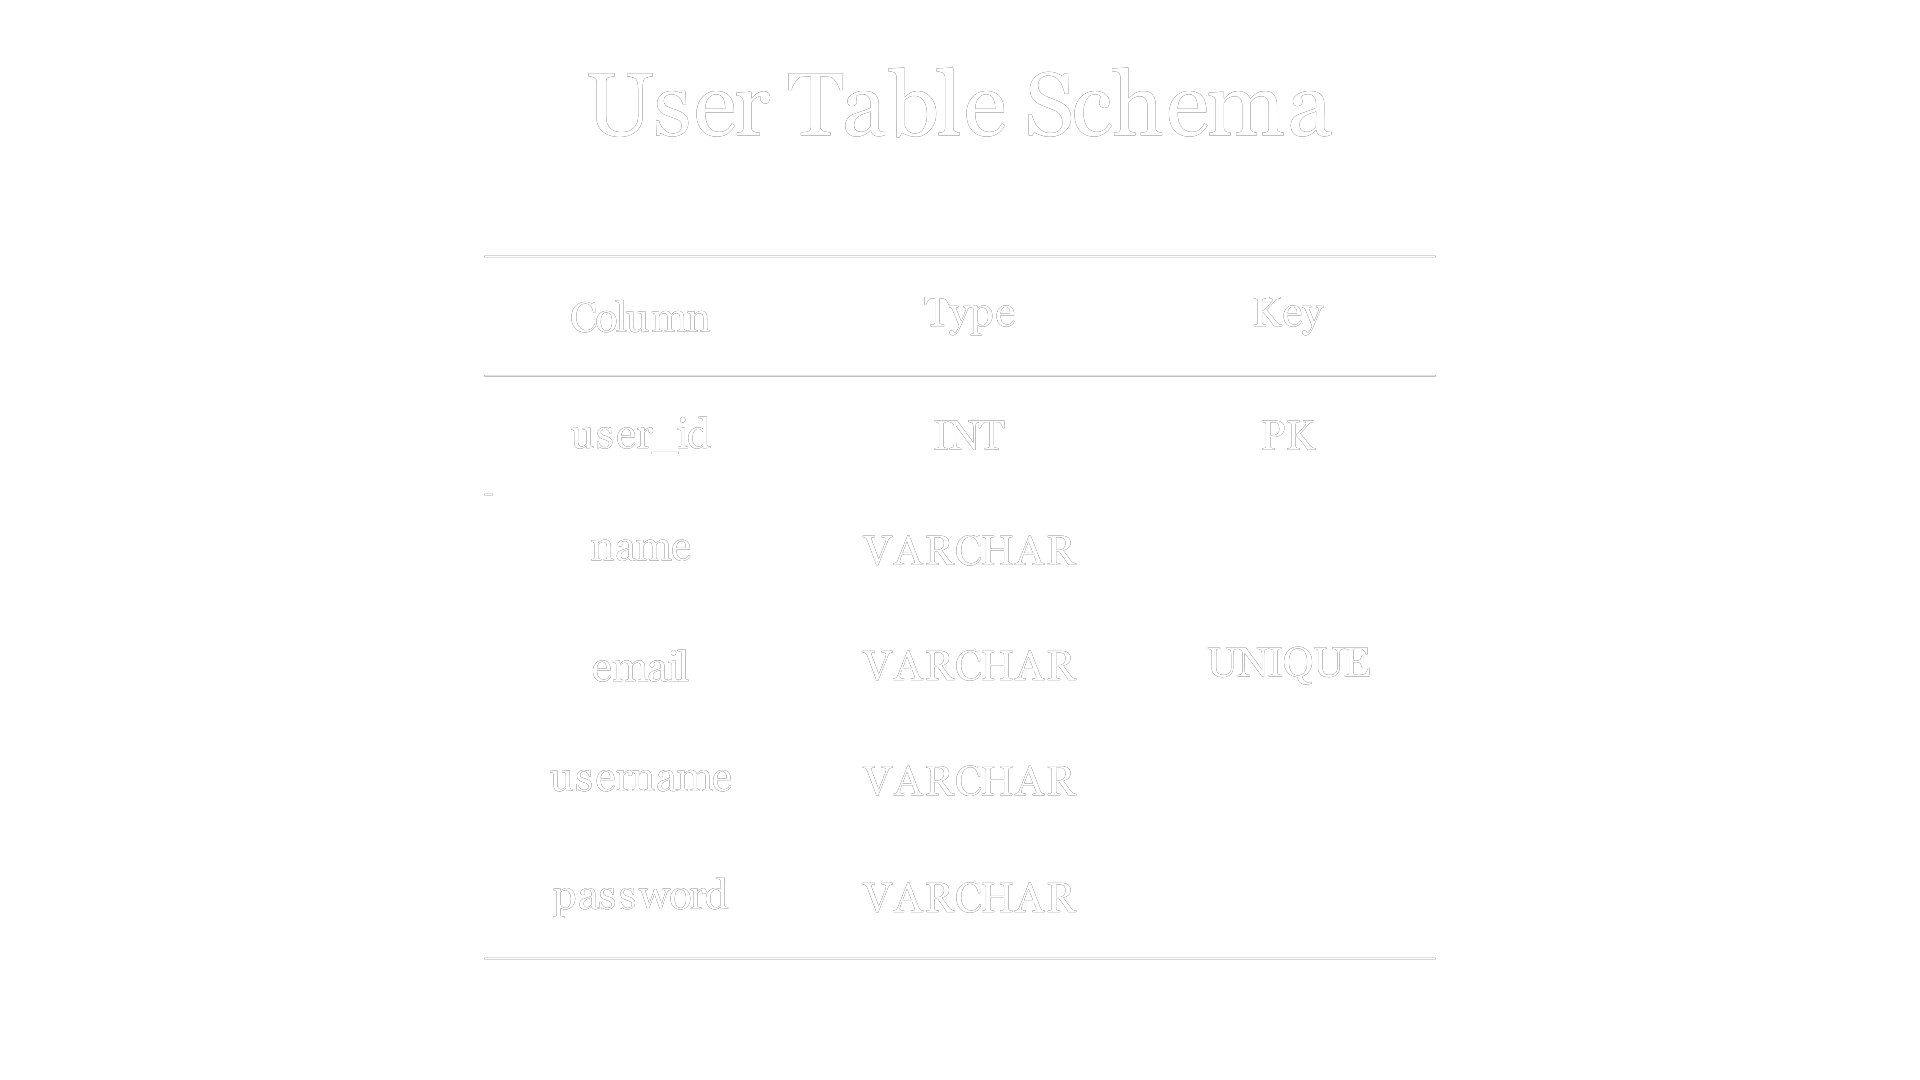 User Table Schema
Column Type Key
user_id INT PK
name VARCHAR
email VARCHAR UNIQUE
username VARCHAR
password VARCHAR